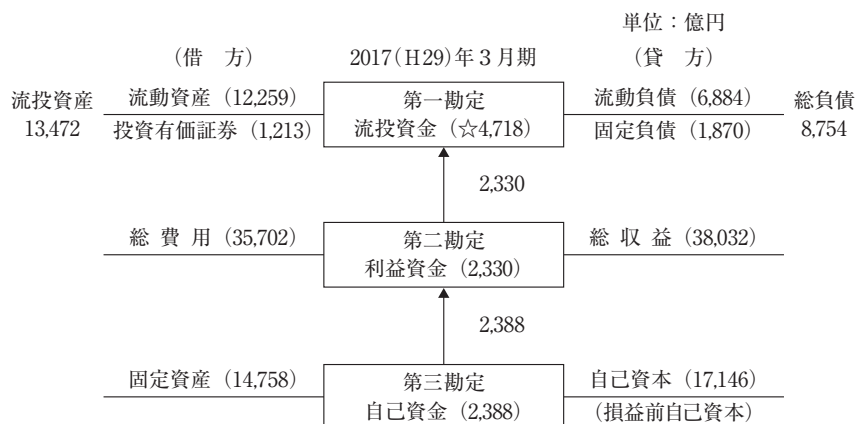 単位：億円
（借　方）　2017（H29）年３月期　（貸　方）
流投資産
13,472
流動資産（12,259）
投資有価証券（1,213）
第一勘定
流投資金（☆4,718）
流動負債（6,884）
固定負債（1,870）
総負債
8,754
2,330
総 費 用（35,702）
第二勘定
利益資金（2,330）
総 収 益（38,032）
2,388
固定資産（14,758）
第三勘定
自己資金（2,388）
自己資本（17,146）
（損益前自己資本）